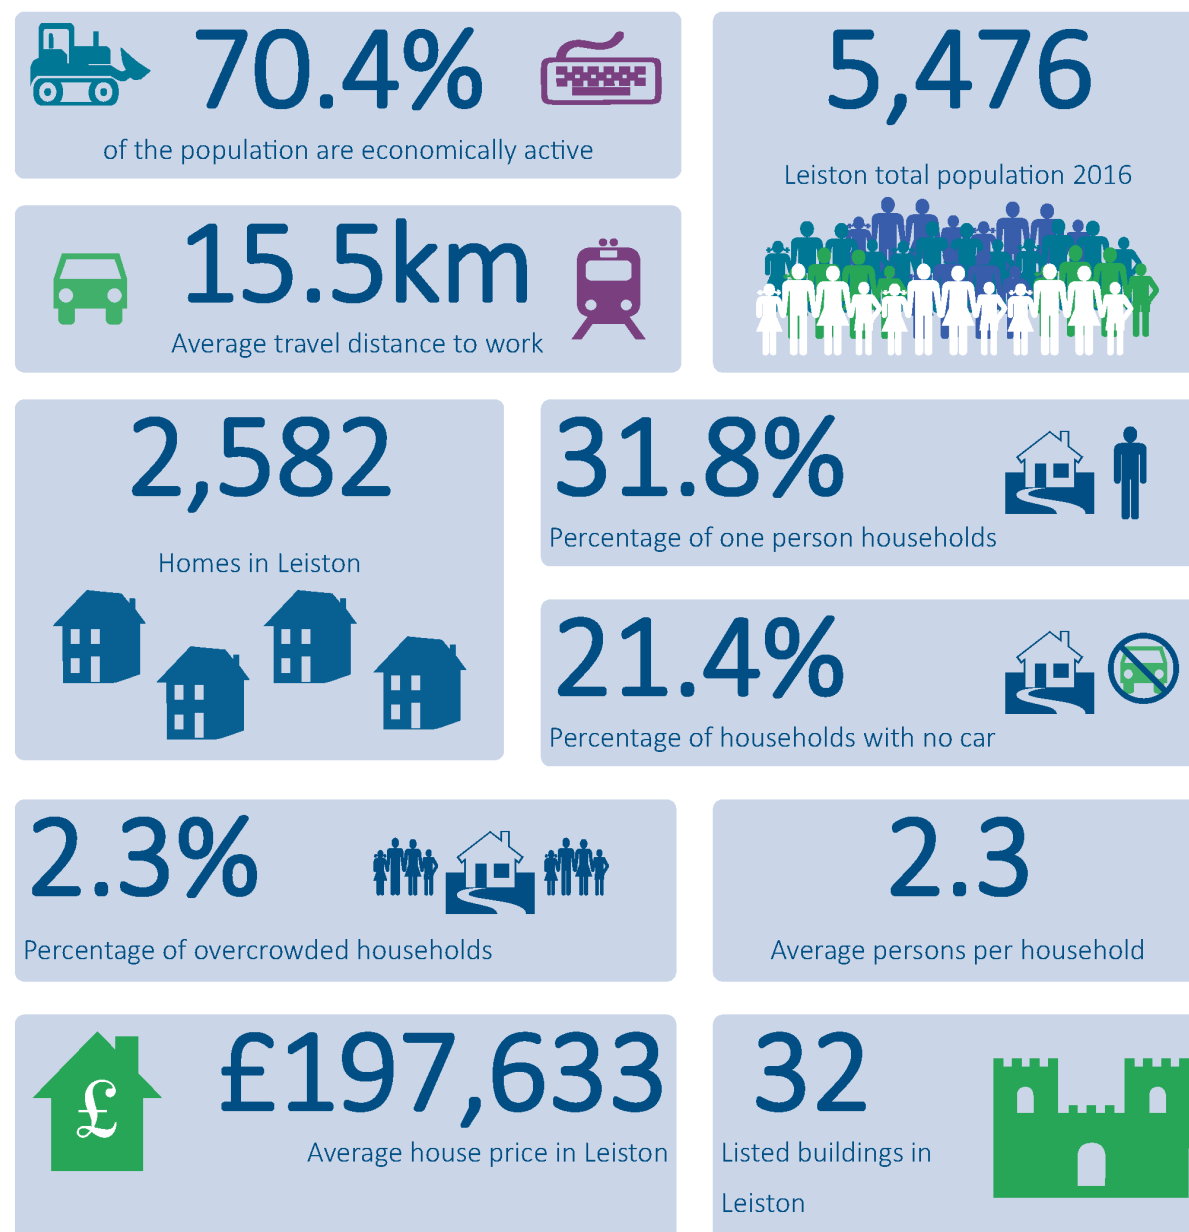 70.4%
of the population are economically active
5,476
Leiston total population 2016
15.5km
Average travel distance to work
2,582
Homes in Leiston
31.8%
Percentage of one person households
21.4%
Percentage of households with no car
2.3%
Percentage of overcrowded households
2.3
Average persons per household
£
£197,633
Average house price in Leiston
32
Listed buildings in
Leiston